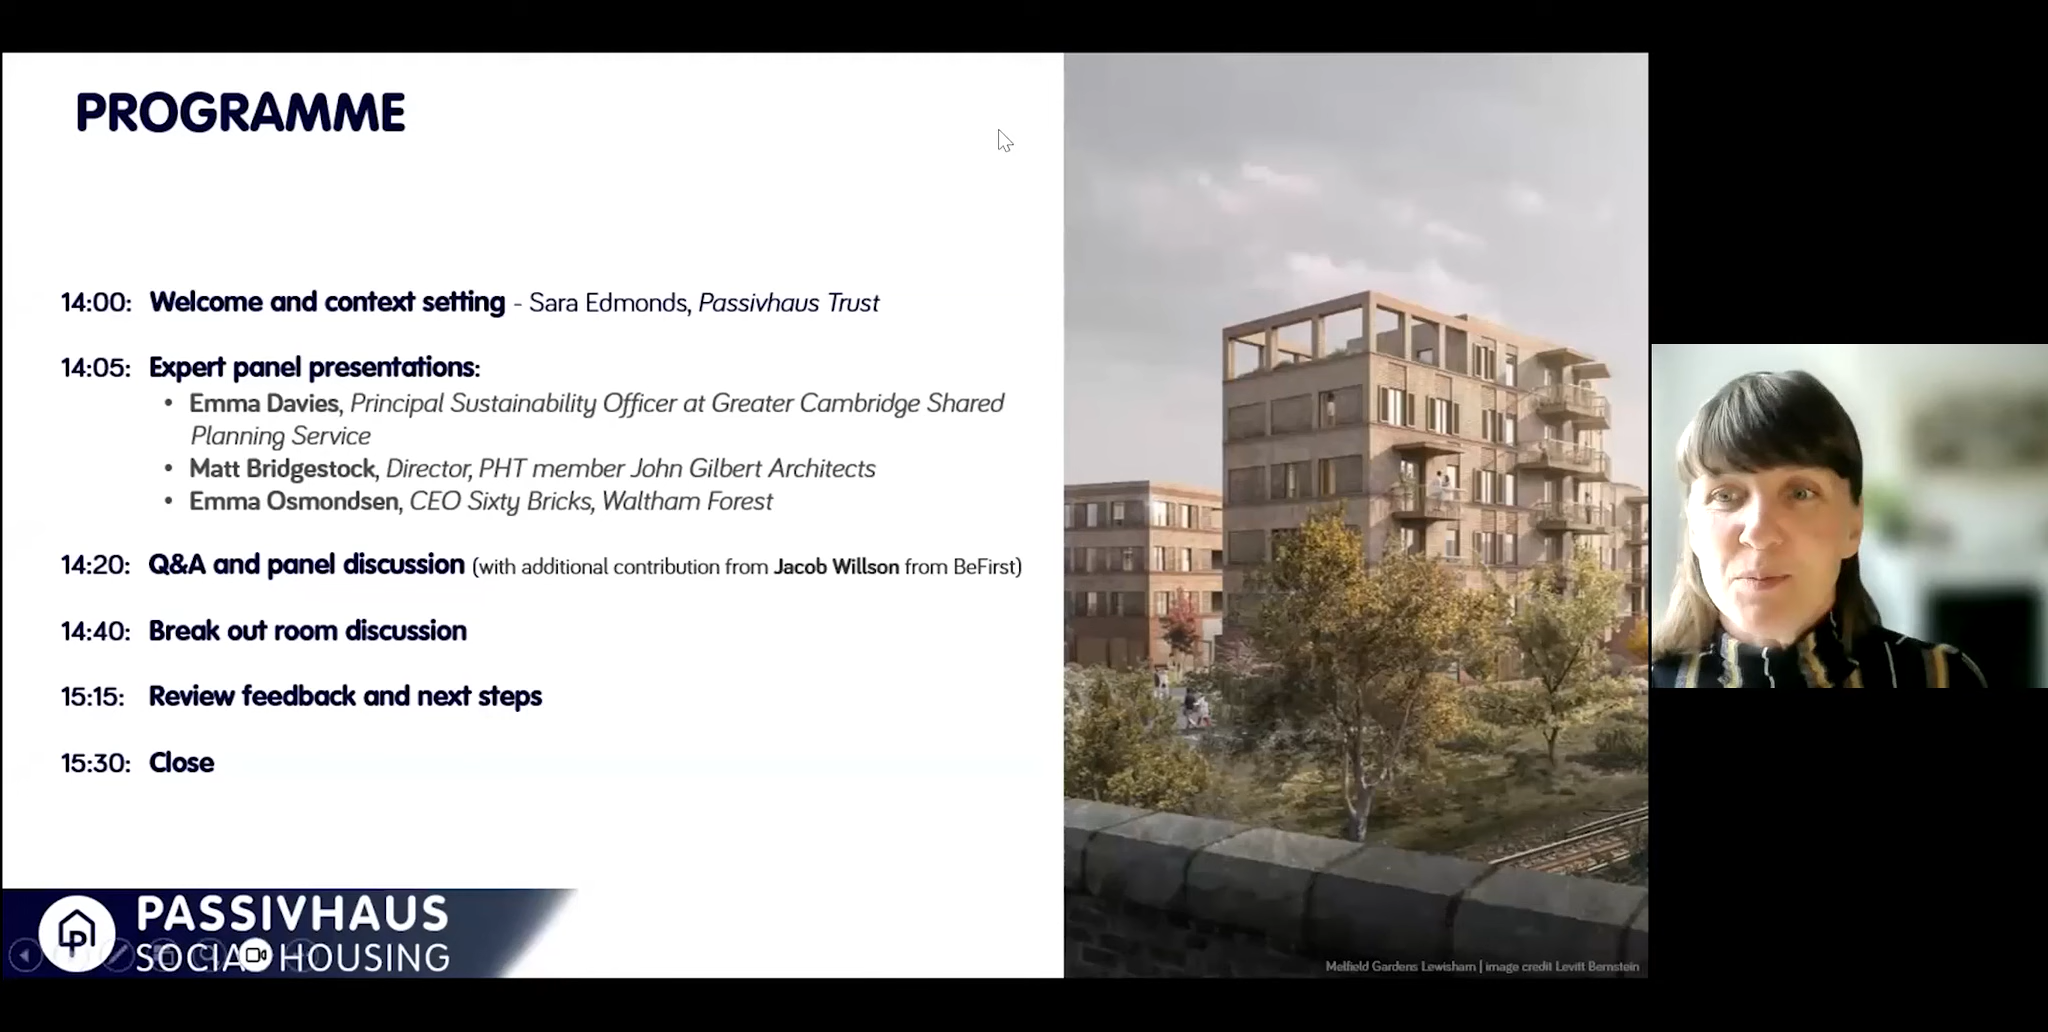 PROGRAMME
14:00: Welcome and context setting - Sara Edmonds, Passivhaus Trust
14:05: Expert panel presentations:
• Emma Davies, Principal Sustainability Officer at Greater Cambridge Shared
Planning Service
• Matt Bridgestock, Director, PHT member John Gilbert Architects
• Emma Osmondsen, CEO Sixty Bricks, Waltham Forest
14:20: Q&A and panel discussion (with additional contribution from Jacob Willson from BeFirst)
14:40: Break out room discussion
15:15: Review feedback and next steps
15:30: Close
PASSIVHAUS
SOCIAL HOUSING
Melfield Gardens Lewisham | image credit Levitt Bernstein